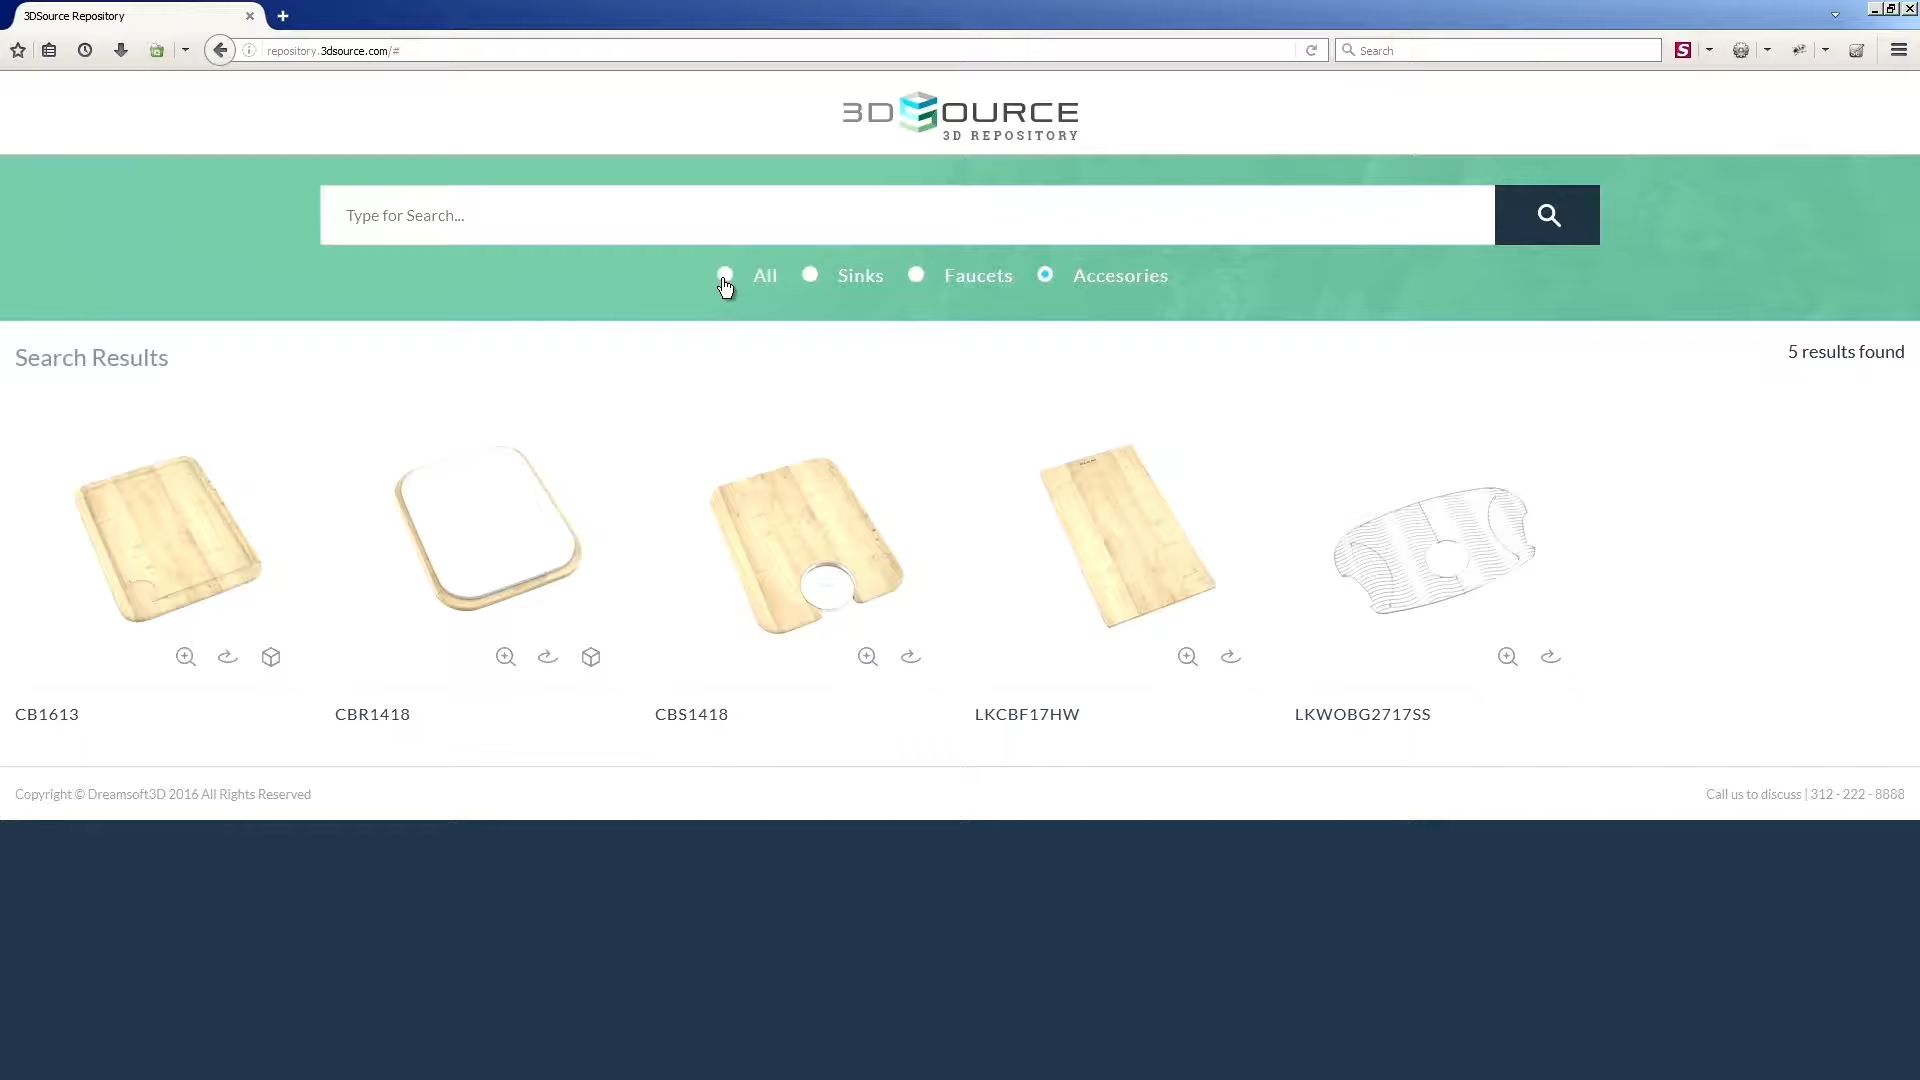 3DSource Repository
repository.3dsource.com/#
Search
3DSOURCE
3D REPOSITORY
Type for Search...
All Sinks Faucets Accesories
Search Results
5 results found
CB1613
CBR1418
CBS1418
LKCBF17HW
LKWOBG2717SS
Copyright © Dreamsoft3D 2016 All Rights Reserved
Call us to discuss | 312 - 222 - 8888